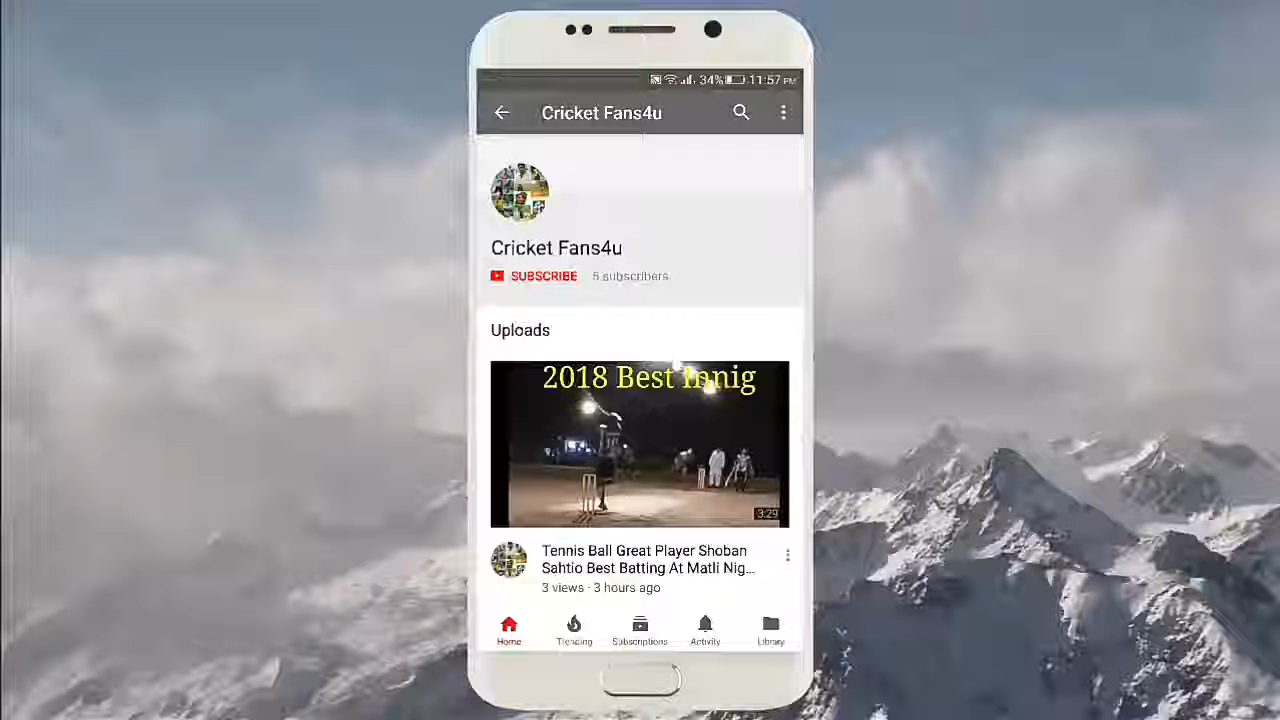 34% 11:57 PM
Cricket Fans4u
Cricket Fans4u
SUBSCRIBE 5 subscribers
Uploads
2018 Best Innig
3:29
Tennis Ball Great Player Shoban
Sahtio Best Batting At Matli Nig...
3 views · 3 hours ago
Home Trending Subscriptions Activity Library